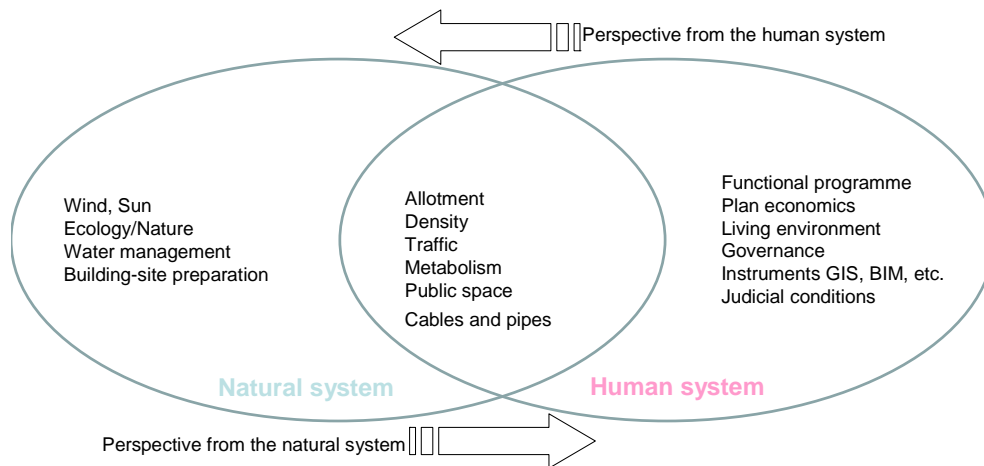 Perspective from the human system
Wind, Sun
Ecology/Nature
Water management
Building-site preparation
Allotment
Density
Traffic
Metabolism
Public space
Cables and pipes
Functional programme
Plan economics
Living environment
Governance
Instruments GIS, BIM, etc.
Judicial conditions
Natural system
Human system
Perspective from the natural system